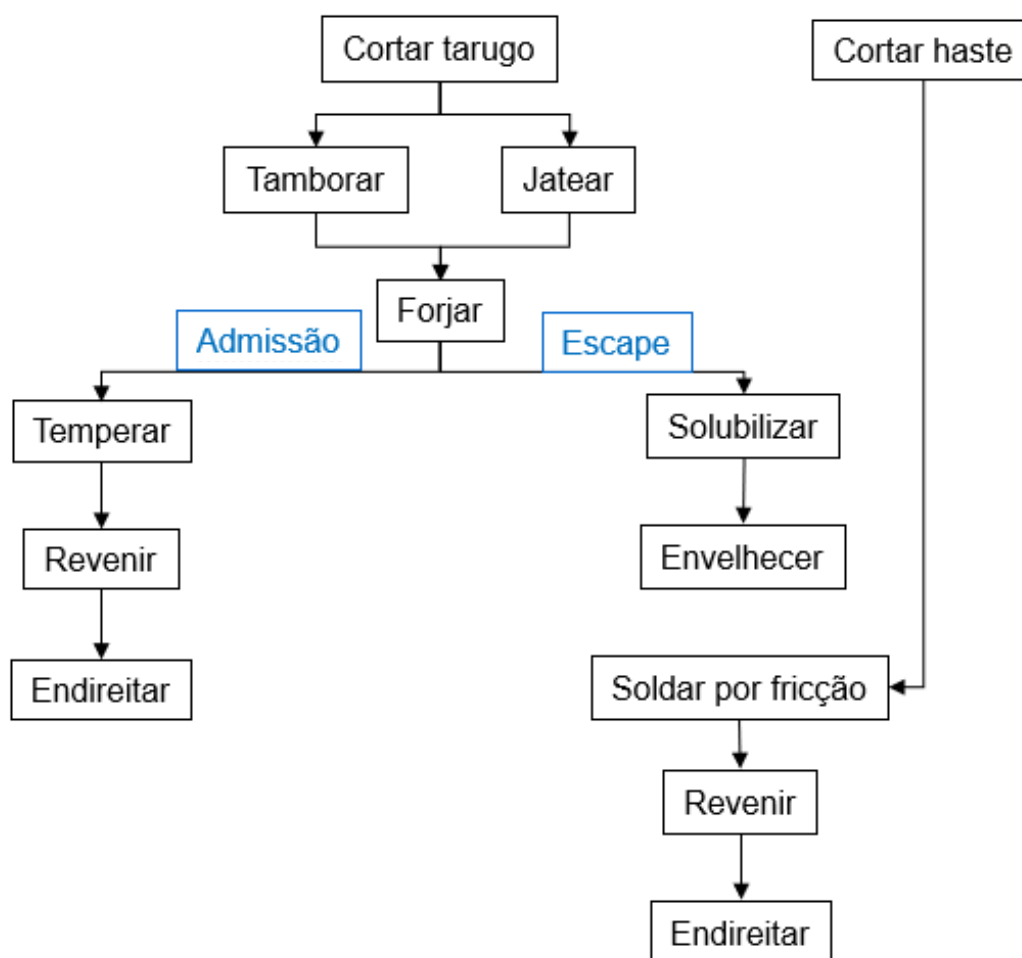 Cortar tarugo
Cortar haste
Tamborar
Jatear
Forjar
Admissão
Escape
Temperar
Solubilizar
Revenir
Envelhecer
Endireitar
Soldar por fricção
Revenir
Endireitar